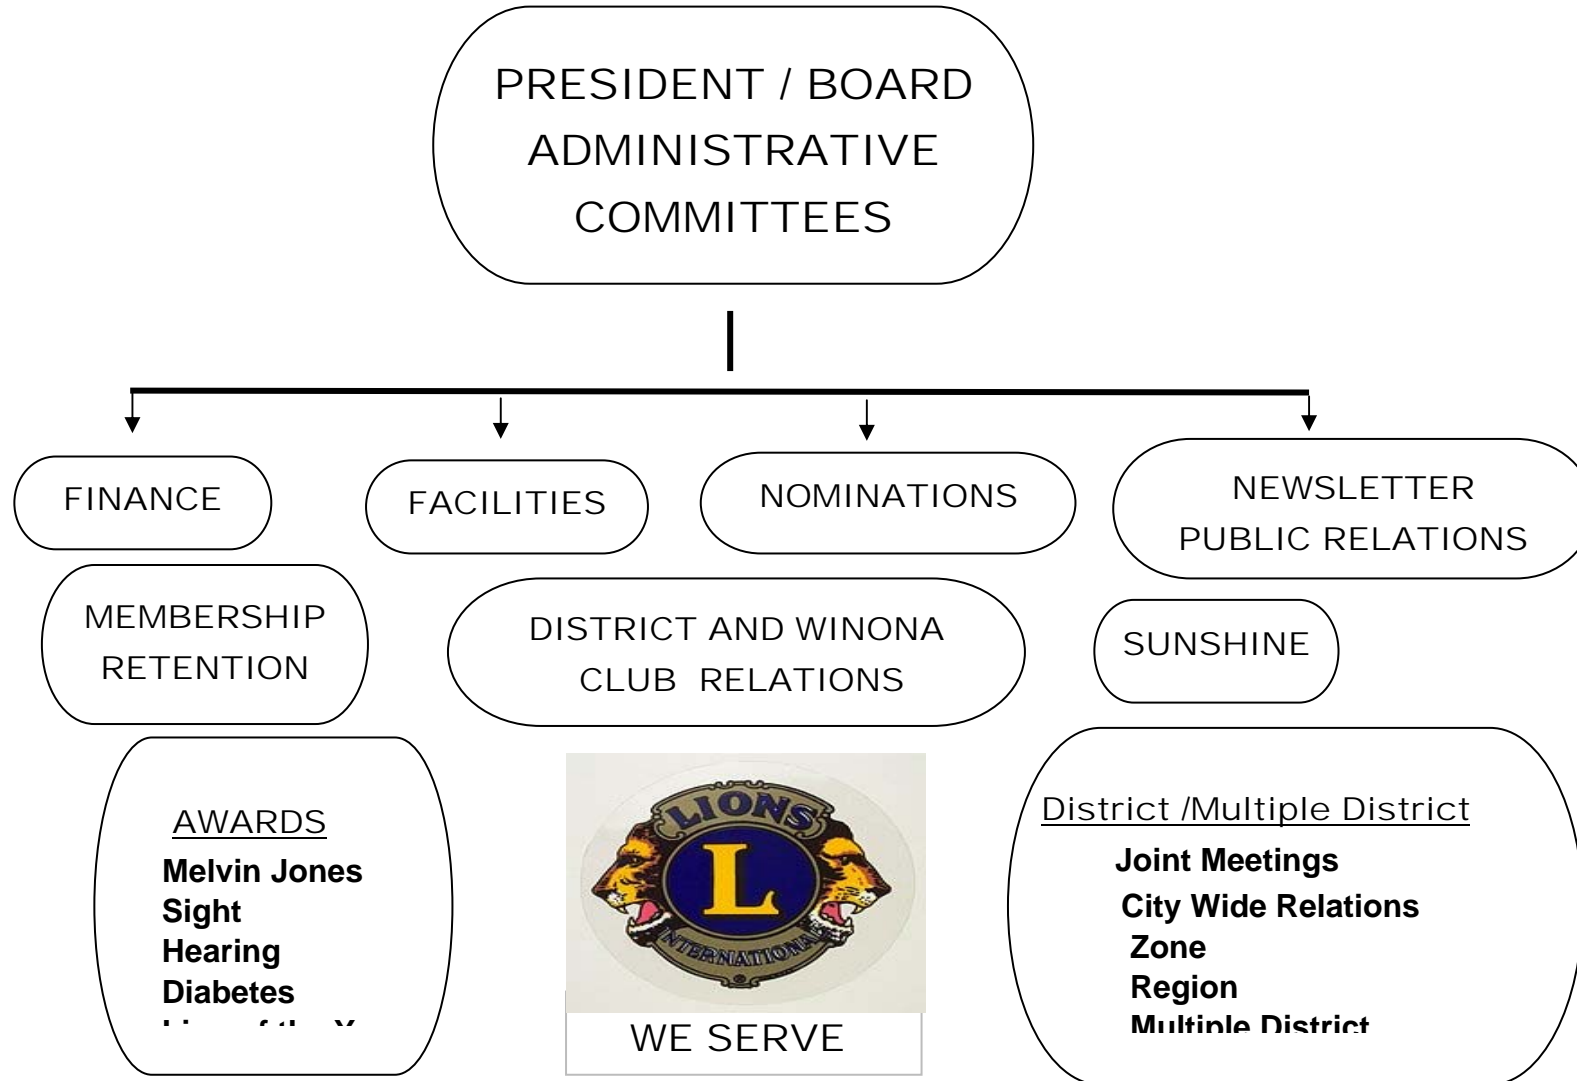 PRESIDENT / BOARD
ADMINISTRATIVE
COMMITTEES
FINANCE
FACILITIES
NOMINATIONS
NEWSLETTER
PUBLIC RELATIONS
MEMBERSHIP
RETENTION
DISTRICT AND WINONA
CLUB RELATIONS
SUNSHINE
AWARDS
Melvin Jones
Sight
Hearing
Diabetes
of the
LIONS
L
INTERNATIONAL
®
WE SERVE
District /Multiple District
Joint Meetings
City Wide Relations
Zone
Region
Multiple District